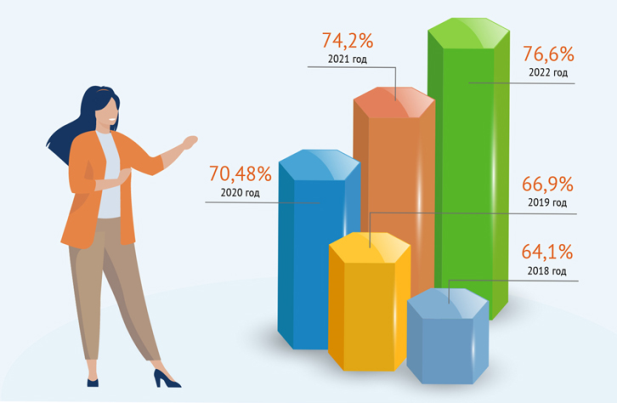 74,2%
2021 год
76,6%
2022 год
70,48%
2020 год
66,9%
2019 год
64,1%
2018 год